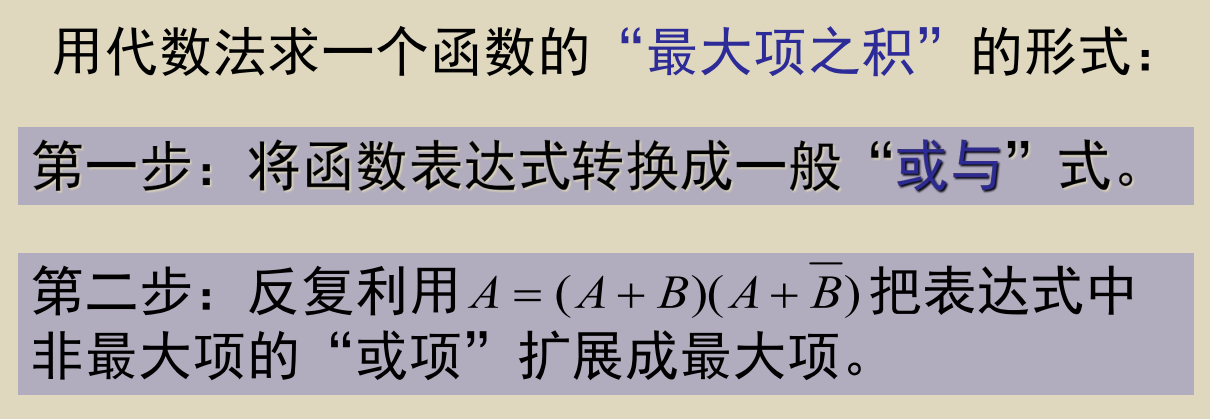 用代数法求一个函数的“最大项之积”的形式：
第一步：将函数表达式转换成一般“或与”式。
第二步：反复利用 A = (A + B)(A + B̅) 把表达式中
非最大项的“或项”扩展成最大项。